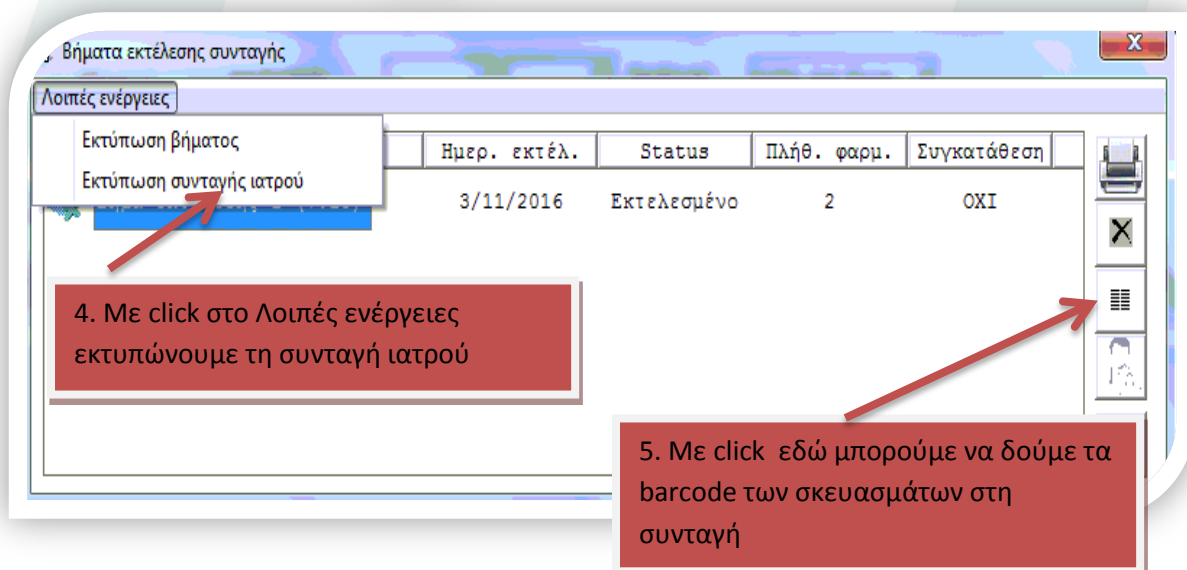 Βήματα εκτέλεσης συνταγής
X
Λοιπές ενέργειες
Εκτύπωση βήματος
Εκτύπωση συνταγής ιατρού
Ημερ. εκτέλ. Status Πλήθ. φαρμ. Συγκατάθεση
3/11/2016 Εκτελεσμένο 2 ΟΧΙ
4. Με click στο Λοιπές ενέργειες
εκτυπώνουμε τη συνταγή ιατρού
5. Με click εδώ μπορούμε να δούμε τα
barcode των σκευασμάτων στη
συνταγή